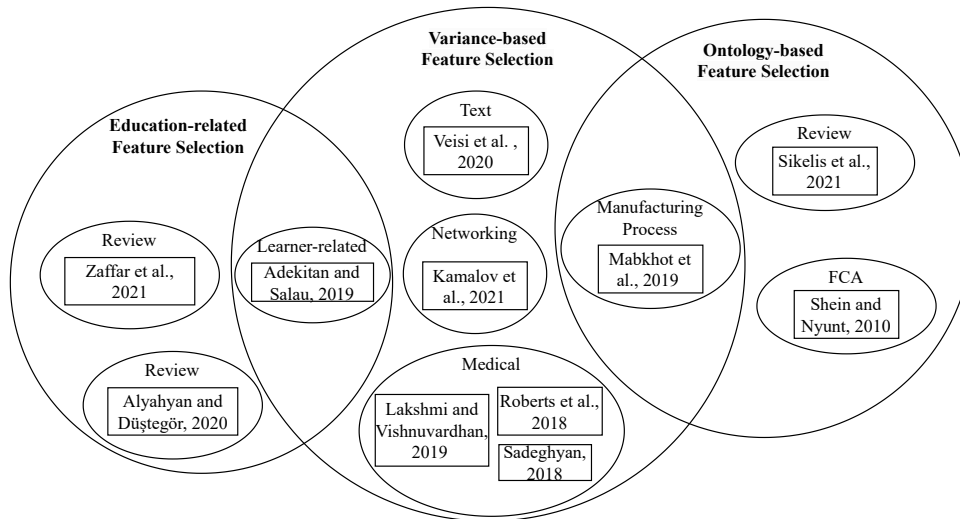 Education-related
Feature Selection
Review
Zaffar et al.,
2021
Review
Alyahyan and
Düştegör, 2020
Learner-related
Adekitan and
Salau, 2019
Variance-based
Feature Selection
Text
Veisi et al. ,
2020
Networking
Kamalov et
al., 2021
Medical
Lakshmi and
Vishnuvardhan,
2019
Roberts et al.,
2018
Sadeghyan,
2018
Manufacturing
Process
Mabkhot et
al., 2019
Ontology-based
Feature Selection
Review
Sikelis et al.,
2021
FCA
Shein and
Nyunt, 2010